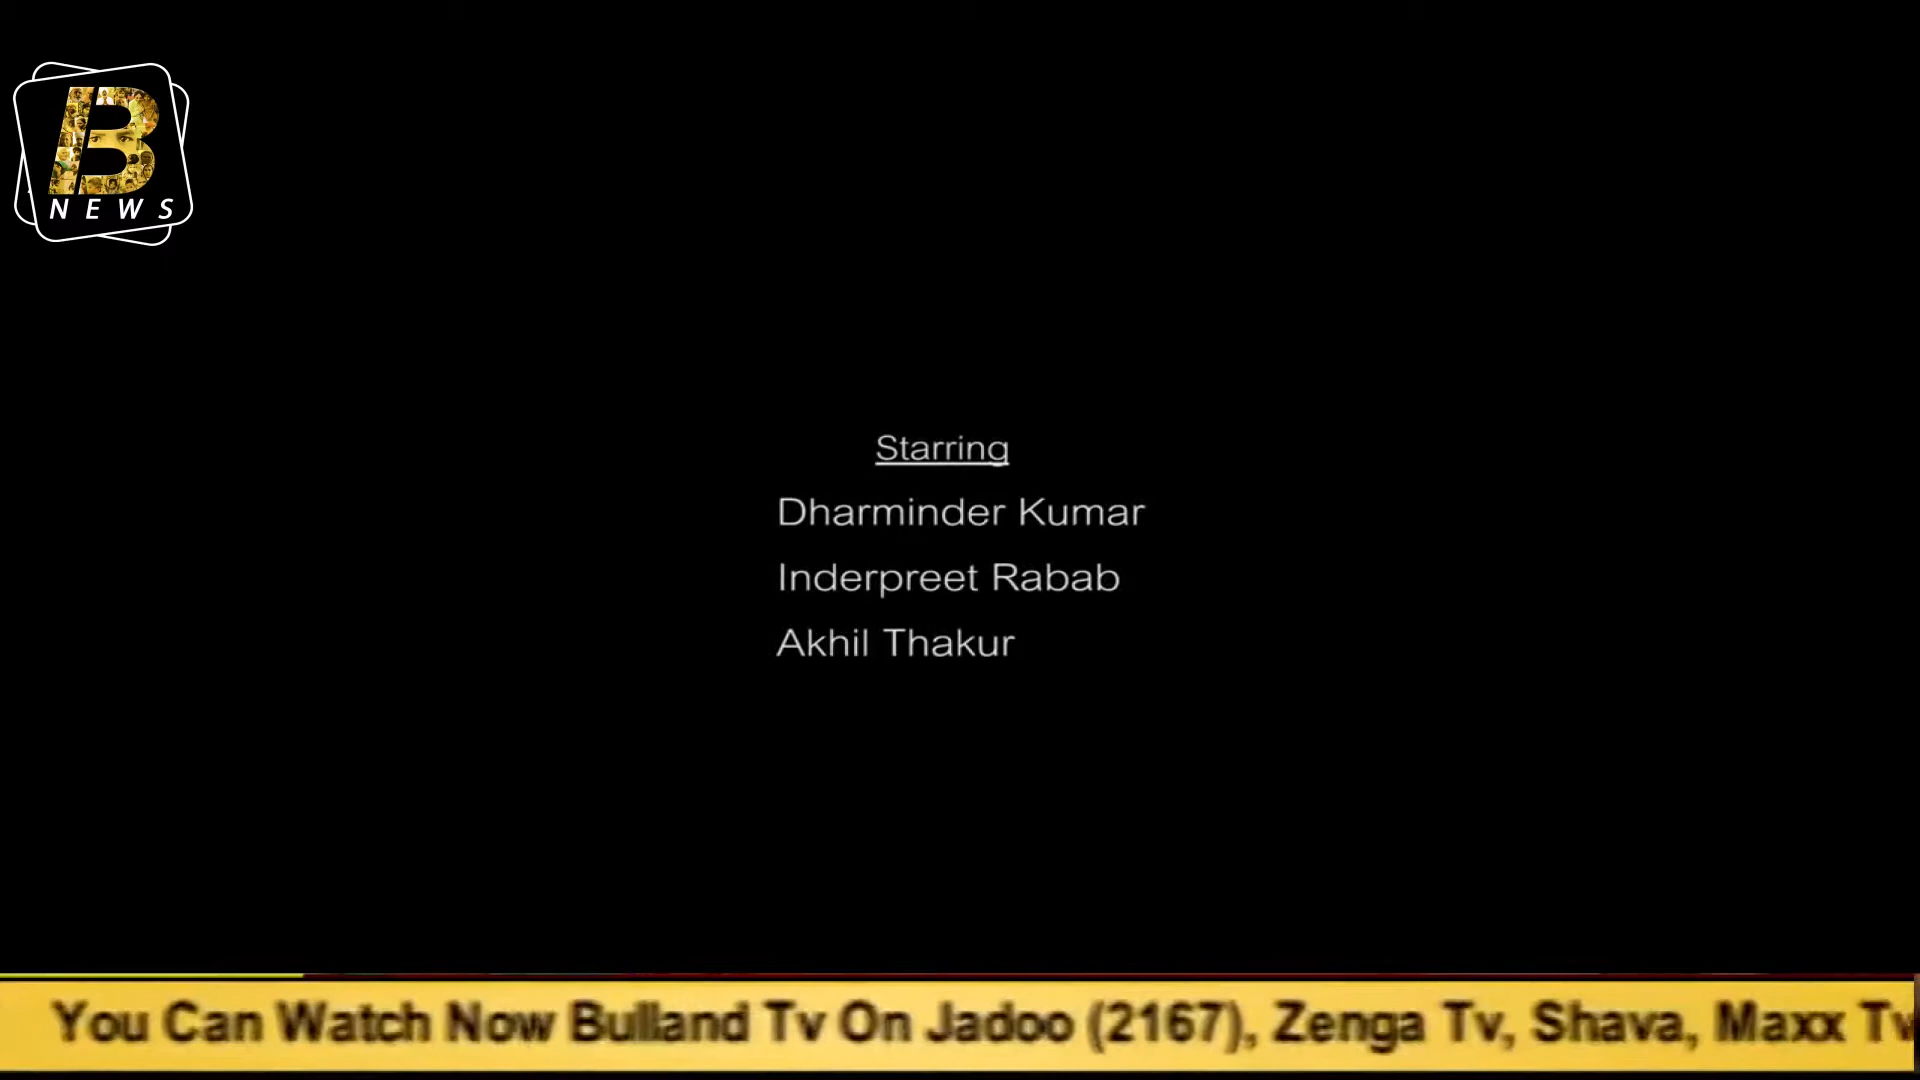 B
NEWS
Starring
Dharminder Kumar
Inderpreet Rabab
Akhil Thakur
You Can Watch Now Bulland Tv On Jadoo (2167), Zenga Tv, Shava, Maxx Tv